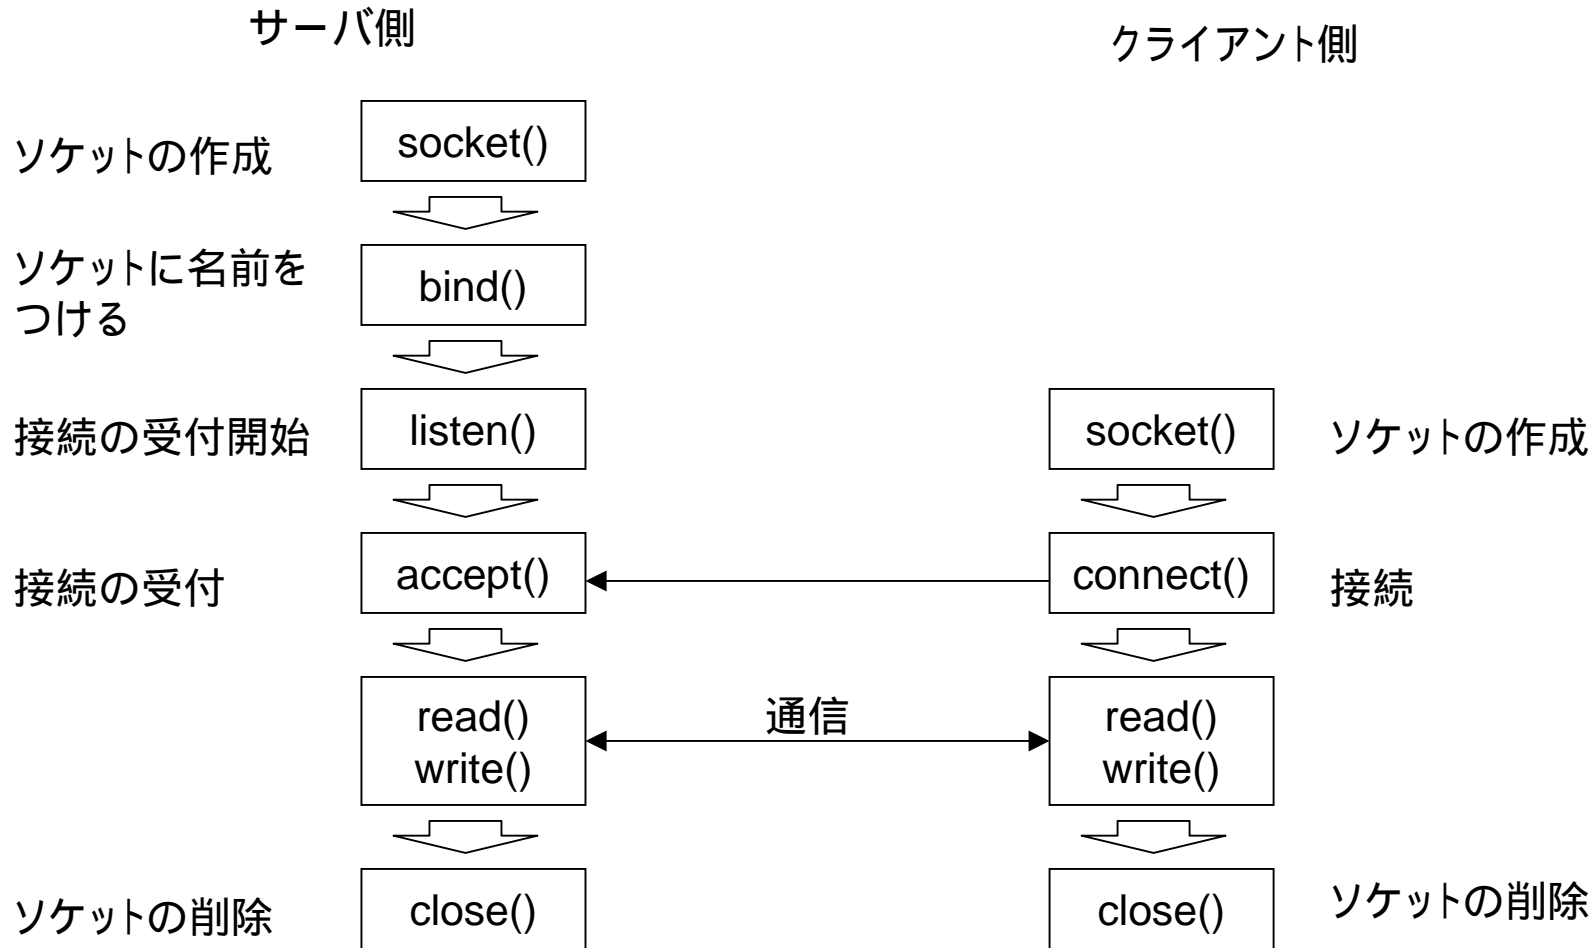 サーバ側
クライアント側
ソケットの作成
socket()
ソケットに名前を
つける
bind()
接続の受付開始
listen()
socket()
ソケットの作成
接続の受付
accept()
connect()
接続
read()
write()
通信
read()
write()
ソケットの削除
close()
close()
ソケットの削除